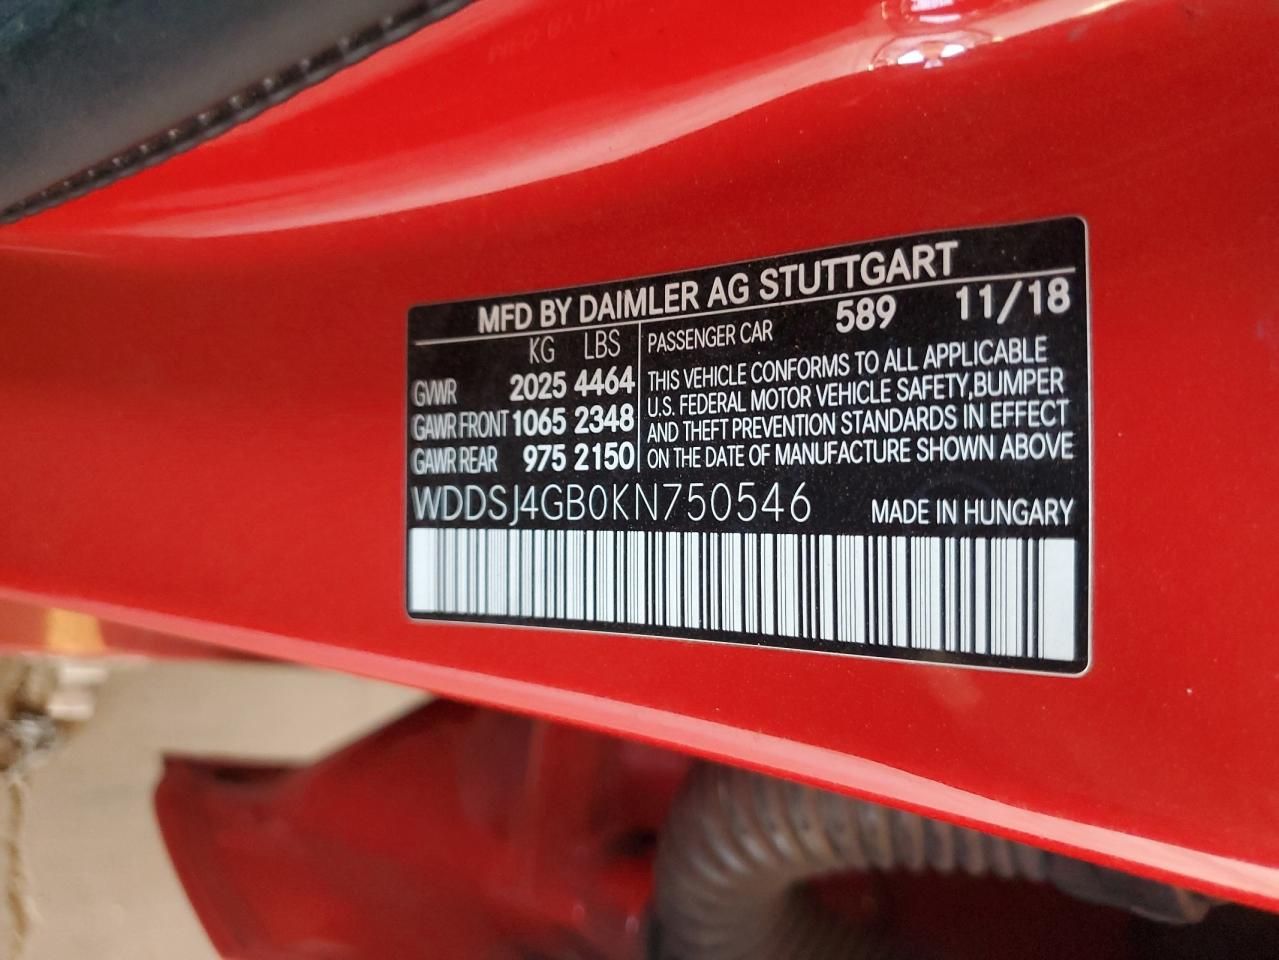 MFD BY DAIMLER AG STUTTGART
KG LBS
GVWR 2025 4464
GAWR FRONT 1065 2348
GAWR REAR 975 2150
PASSENGER CAR 589 11/18
THIS VEHICLE CONFORMS TO ALL APPLICABLE
U.S. FEDERAL MOTOR VEHICLE SAFETY,BUMPER
AND THEFT PREVENTION STANDARDS IN EFFECT
ON THE DATE OF MANUFACTURE SHOWN ABOVE
WDDSJ4GB0KN750546 MADE IN HUNGARY